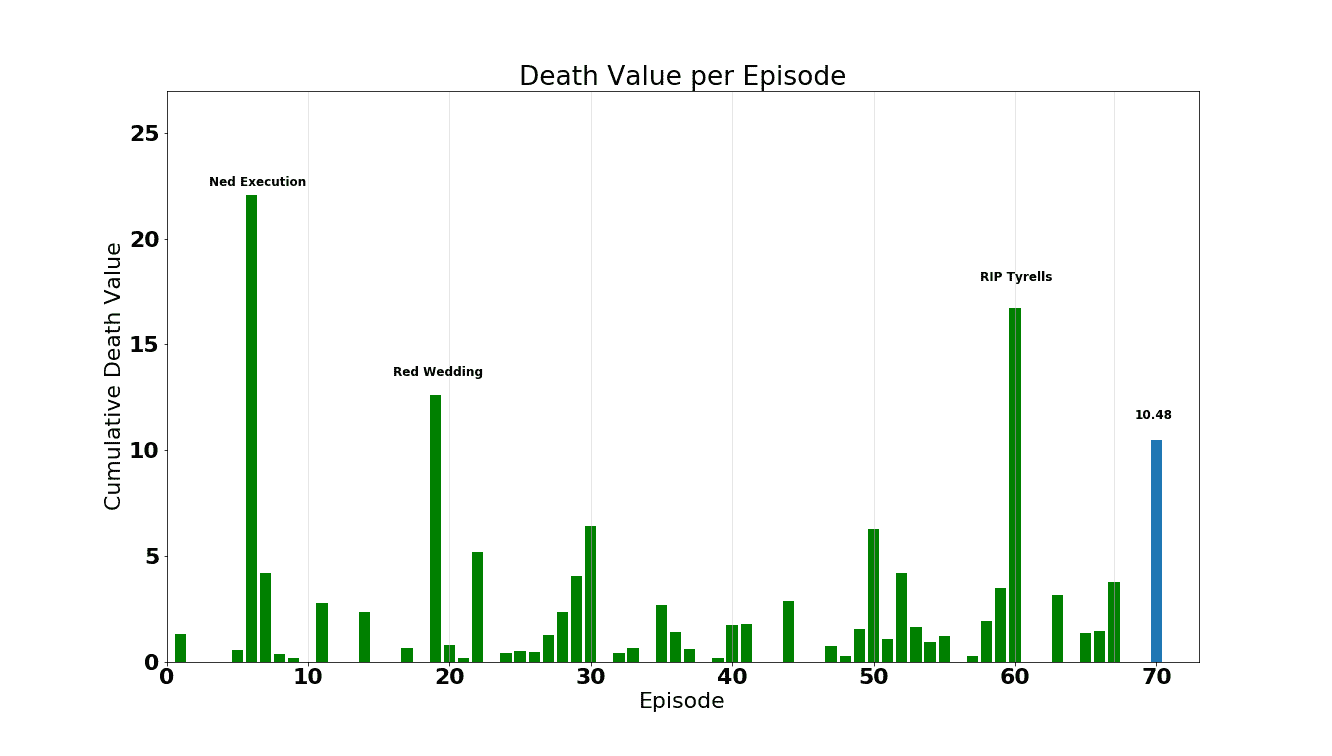 Death Value per Episode
25
Ned Execution
20
RIP Tyrells
15
Red Wedding
10.48
10
5
0
Cumulative Death Value
0 10 20 30 40 50 60 70
Episode